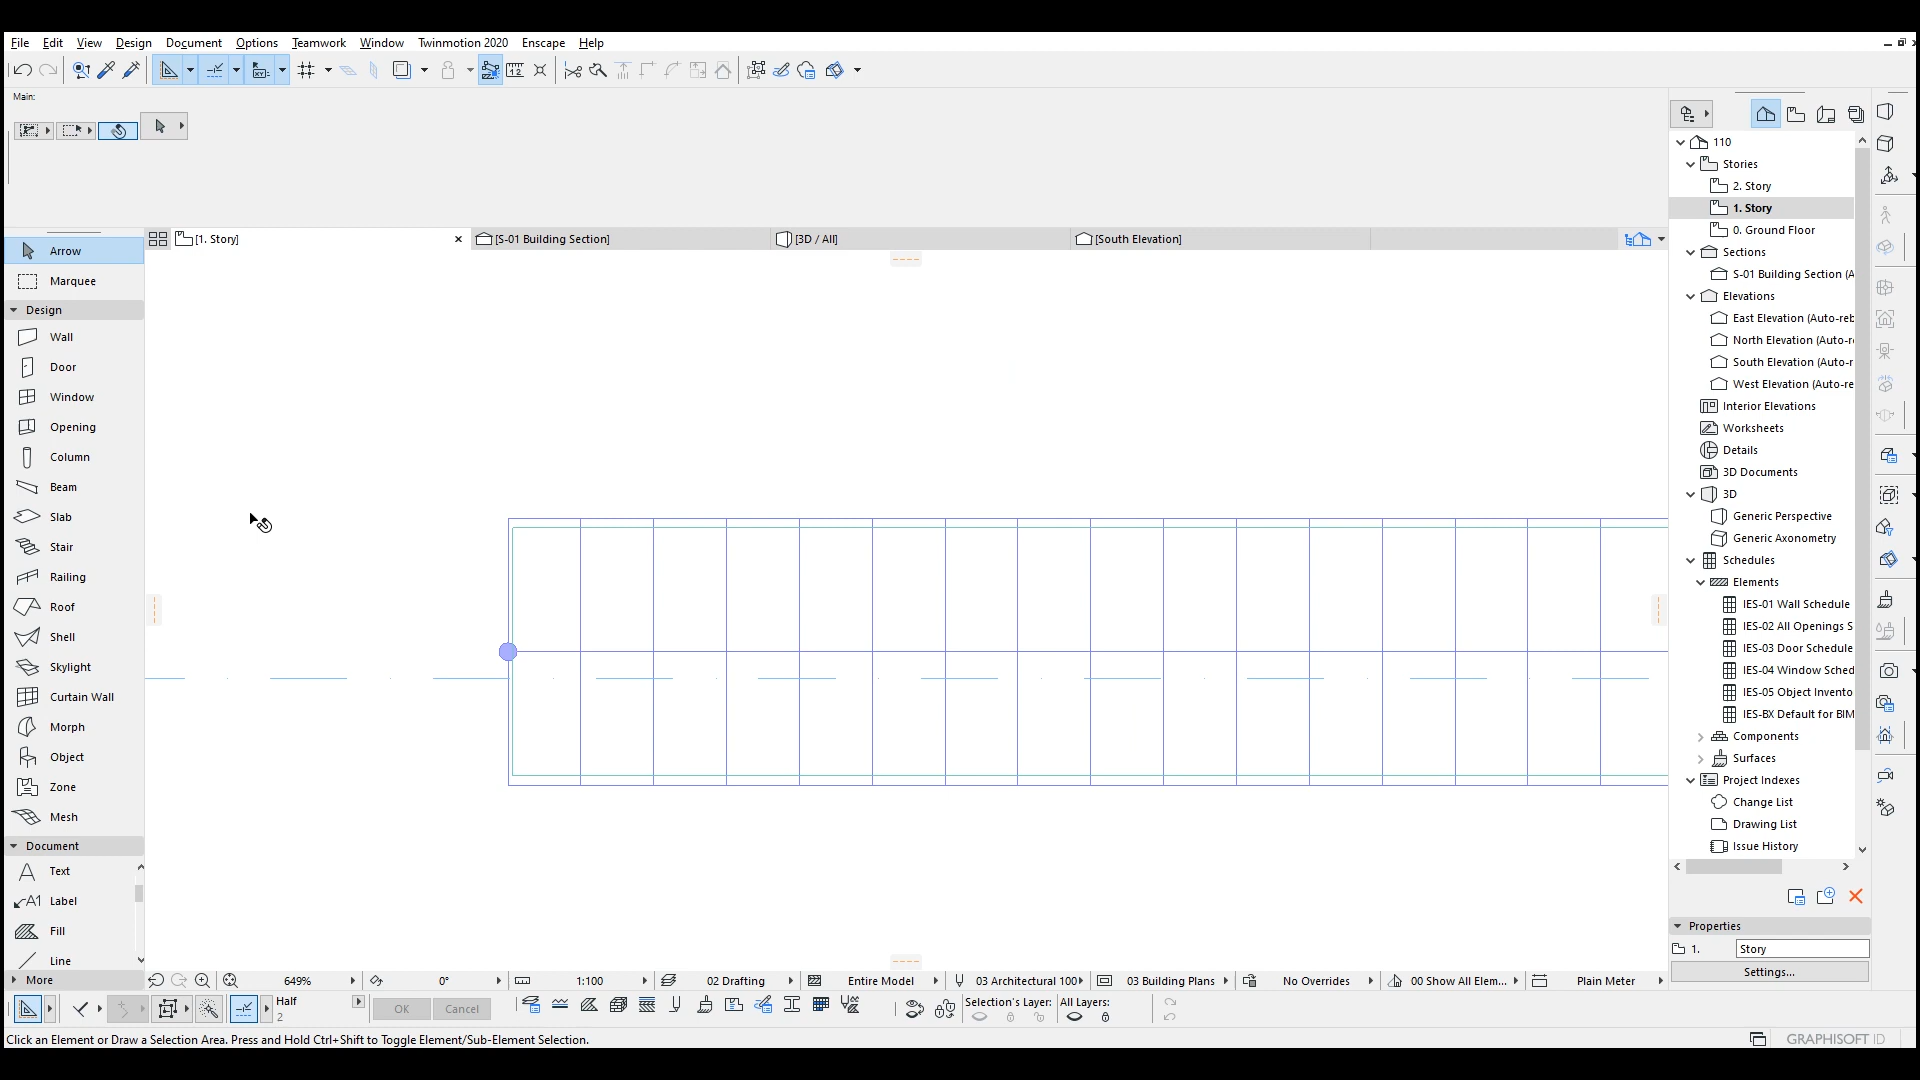 File Edit View Design Document Options Teamwork Window Twinmotion 2020 Enscape Help
Main:
[1. Story]
[S-01 Building Section]
[3D / All]
[South Elevation]
Arrow
Marquee
Design
Wall
Door
Window
Opening
Column
Beam
Slab
Stair
Railing
Roof
Shell
Skylight
Curtain Wall
Morph
Object
Zone
Mesh
Document
Text
Label
Fill
Line
More
110
Stories
2. Story
1. Story
0. Ground Floor
Sections
S-01 Building Section (A
Elevations
East Elevation (Auto-reb
North Elevation (Auto-r
South Elevation (Auto-r
West Elevation (Auto-re
Interior Elevations
Worksheets
Details
3D Documents
3D
Generic Perspective
Generic Axonometry
Schedules
Elements
IES-01 Wall Schedule
IES-02 All Openings S
IES-03 Door Schedule
IES-04 Window Sched
IES-05 Object Invento
IES-BX Default for BIM
Components
Surfaces
Project Indexes
Change List
Drawing List
Issue History
Properties
1. Story
Settings...
649% 0° 1:100 02 Drafting Entire Model 03 Architectural 100 03 Building Plans No Overrides 00 Show All Elem... Plain Meter
Half
2
OK Cancel
Selection's Layer: All Layers:
Click an Element or Draw a Selection Area. Press and Hold Ctrl+Shift to Toggle Element/Sub-Element Selection.
GRAPHISOFT ID